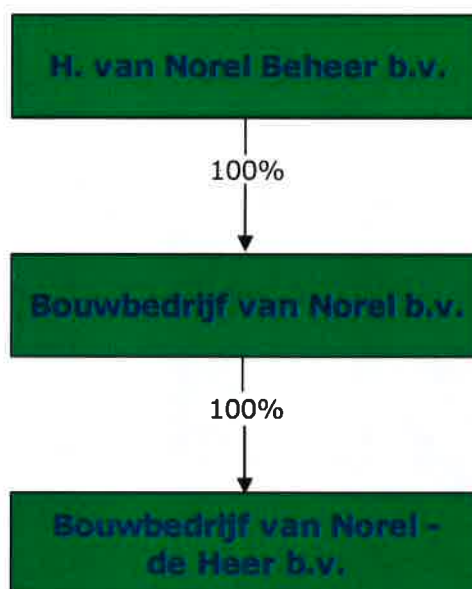 H. van Norel Beheer b.v.
100%
Bouwbedrijf van Norel b.v.
100%
Bouwbedrijf van Norel -
de Heer b.v.